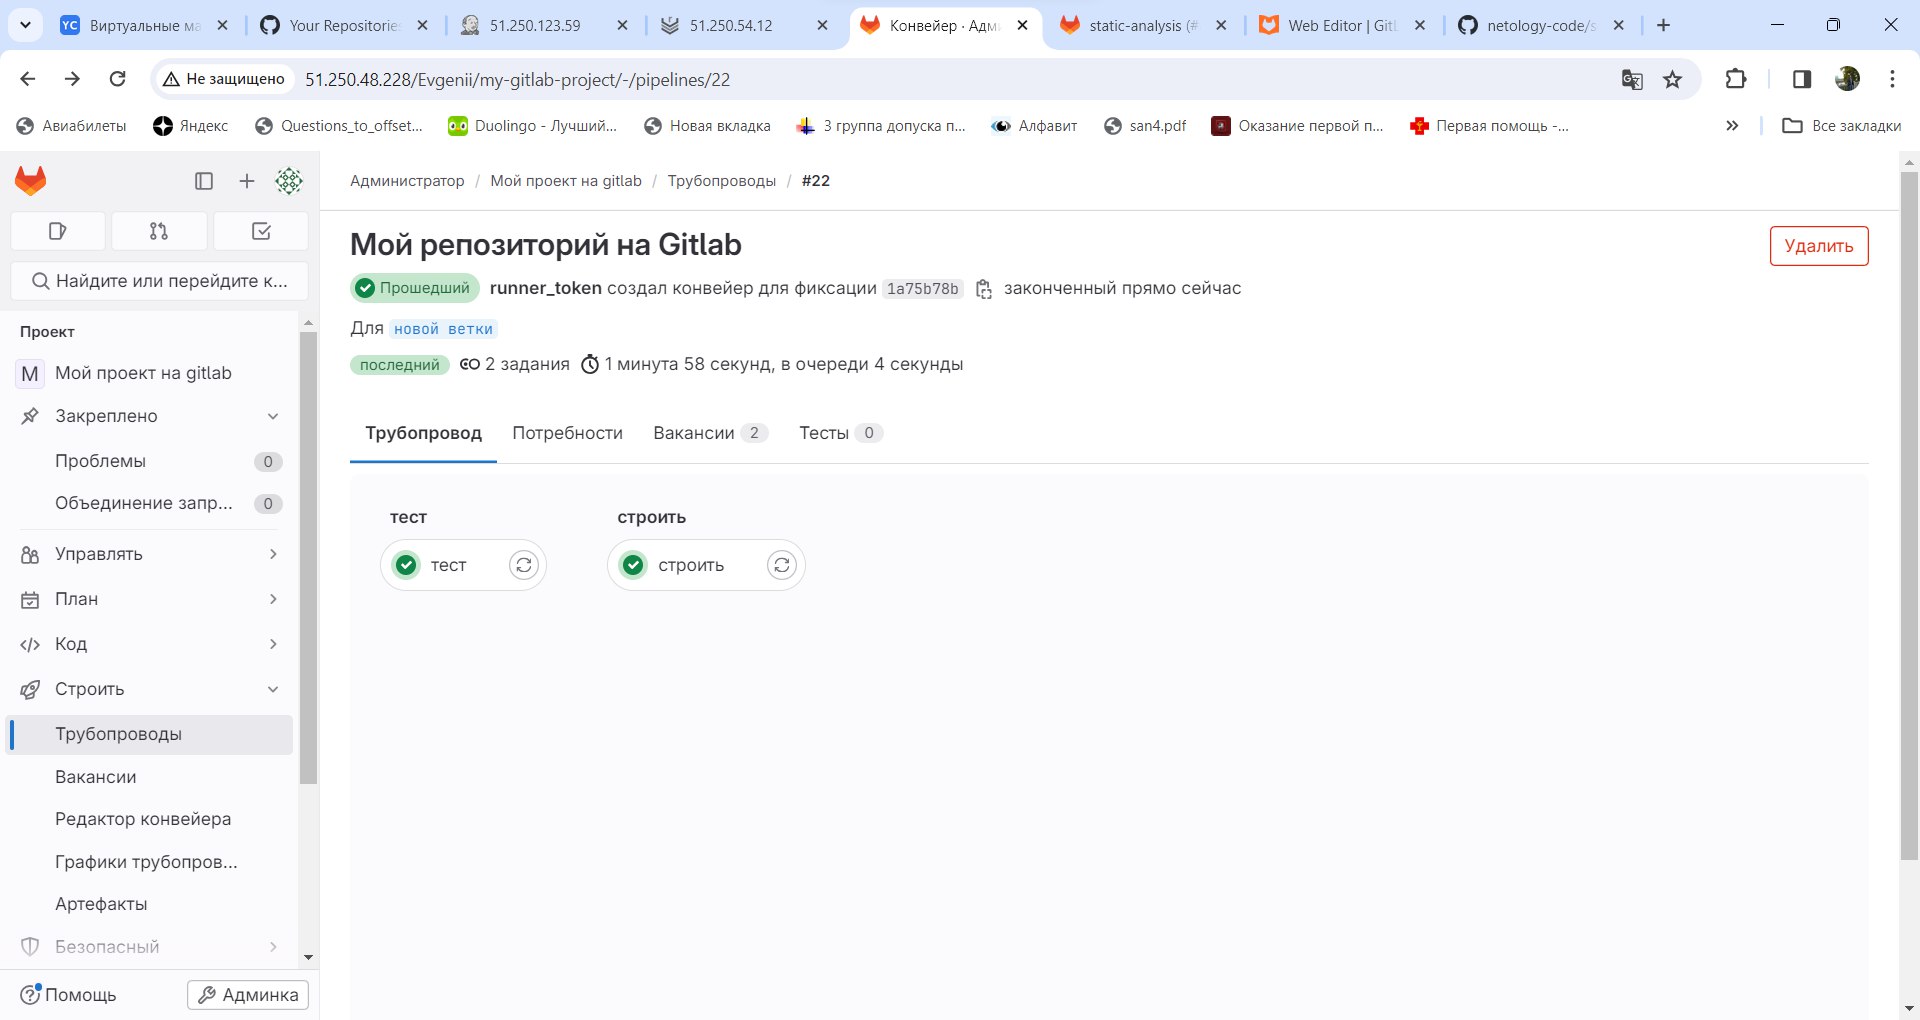 Виртуальные ма
Your Repositories
51.250.123.59
51.250.54.12
Конвейер · Адми
static-analysis (#
Web Editor | Gitl
netology-code/s
Не защищено
51.250.48.228/Evgenii/my-gitlab-project/-/pipelines/22
Авиабилеты
Яндекс
Questions_to_offset...
Duolingo - Лучший...
Новая вкладка
3 группа допуска п...
Алфавит
san4.pdf
Оказание первой п...
Первая помощь -...
Все закладки
Администратор / Мой проект на gitlab / Трубопроводы / #22
Найдите или перейдите к...
Проект
М Мой проект на gitlab
Закреплено
Проблемы 0
Объединение запр... 0
Управлять
План
Код
Строить
Трубопроводы
Вакансии
Редактор конвейера
Графики трубопров...
Артефакты
Безопасный
Помощь
Админка
Мой репозиторий на Gitlab
Удалить
Прошедший runner_token создал конвейер для фиксации 1a75b78b законченный прямо сейчас
Для новой ветки
последний 2 задания 1 минута 58 секунд, в очереди 4 секунды
Трубопровод Потребности Вакансии 2 Тесты 0
тест
тест
строить
строить